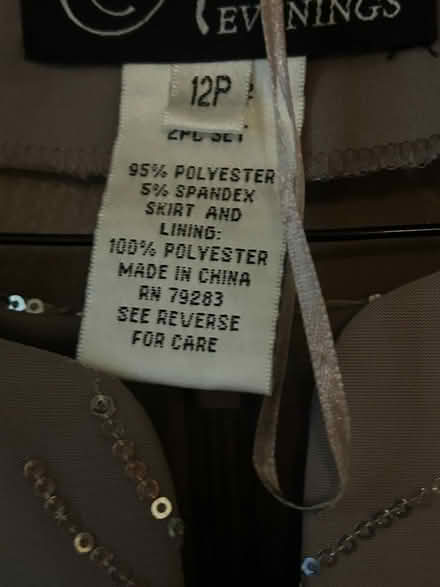 EVENINGS
12P
2PC SET
95% POLYESTER
5% SPANDEX
SKIRT AND
LINING:
100% POLYESTER
MADE IN CHINA
RN 79283
SEE REVERSE
FOR CARE